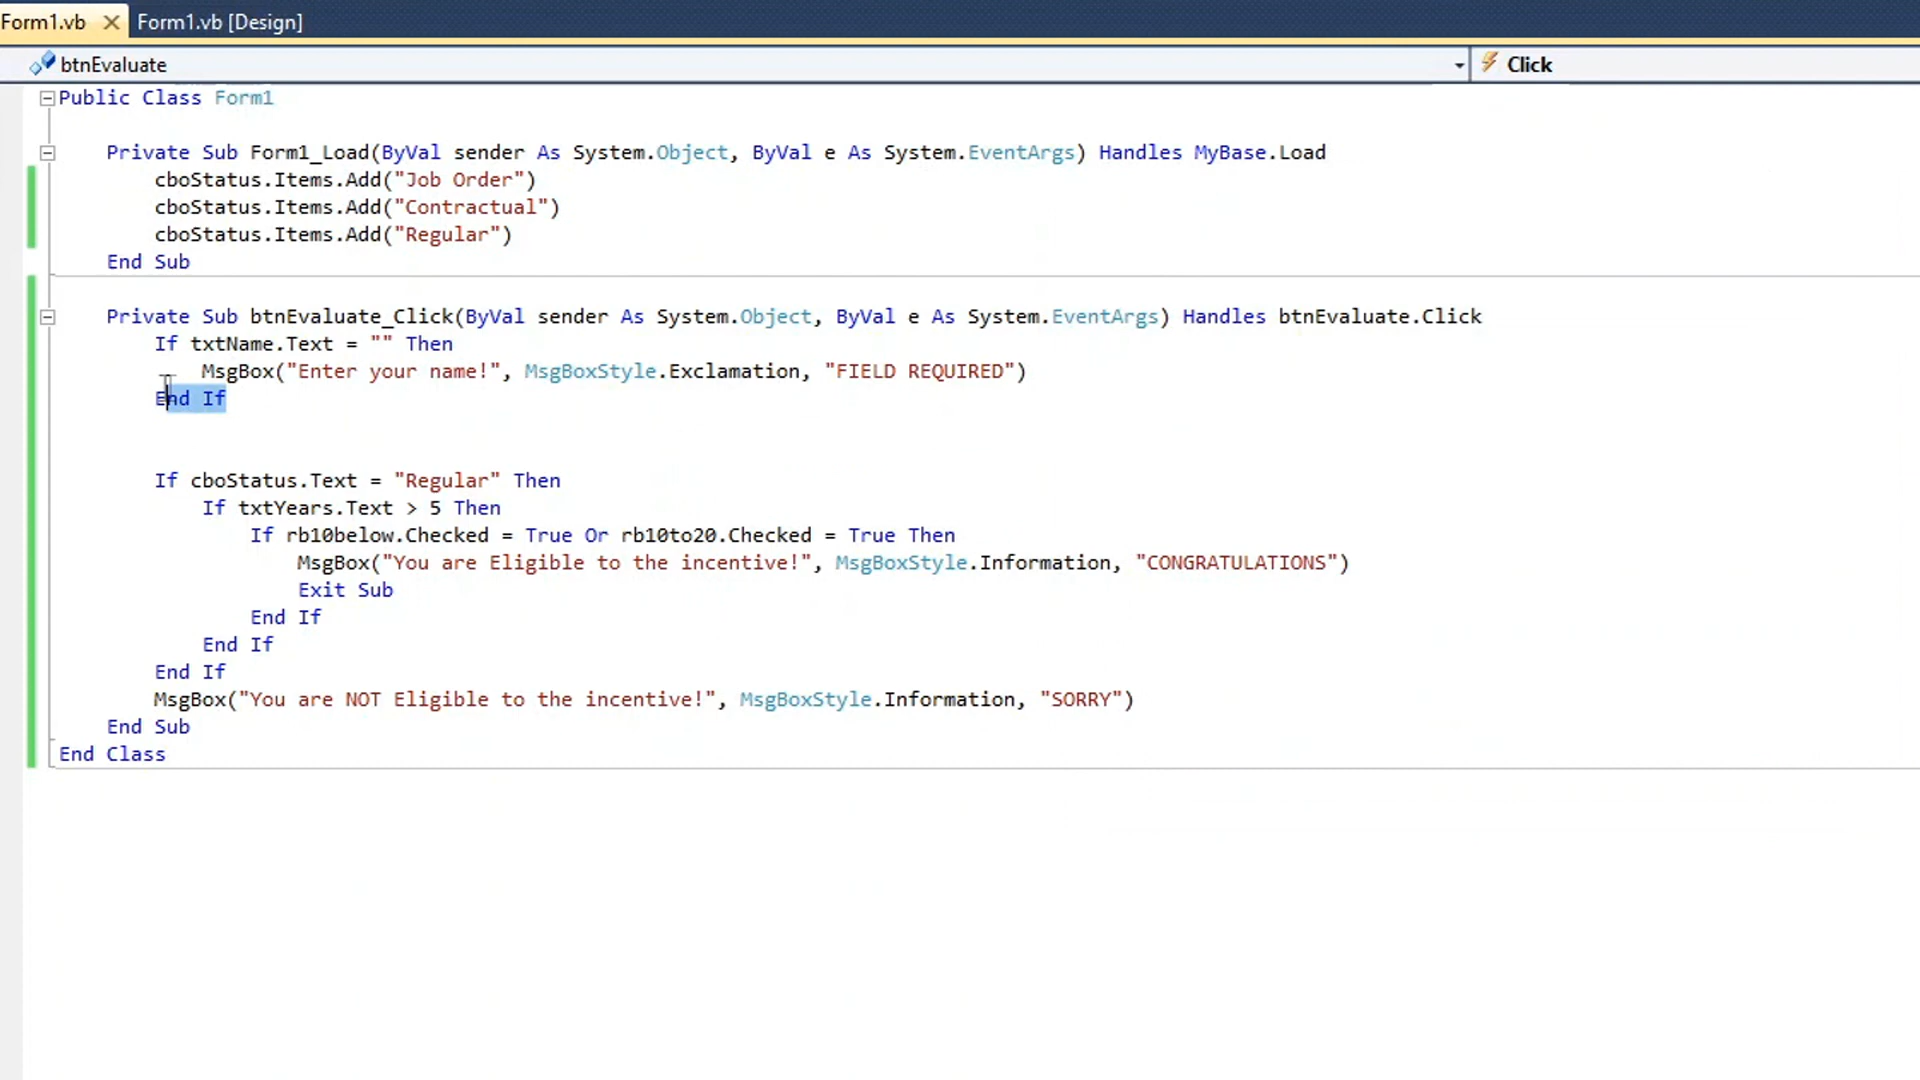 Form1.vb Form1.vb [Design]
btnEvaluate Click
Public Class Form1
Private Sub Form1_Load(ByVal sender As System.Object, ByVal e As System.EventArgs) Handles MyBase.Load
cboStatus.Items.Add("Job Order")
cboStatus.Items.Add("Contractual")
cboStatus.Items.Add("Regular")
End Sub
Private Sub btnEvaluate_Click(ByVal sender As System.Object, ByVal e As System.EventArgs) Handles btnEvaluate.Click
If txtName.Text = "" Then
MsgBox("Enter your name!", MsgBoxStyle.Exclamation, "FIELD REQUIRED")
End If
If cboStatus.Text = "Regular" Then
If txtYears.Text > 5 Then
If rb10below.Checked = True Or rb10to20.Checked = True Then
MsgBox("You are Eligible to the incentive!", MsgBoxStyle.Information, "CONGRATULATIONS")
Exit Sub
End If
End If
End If
MsgBox("You are NOT Eligible to the incentive!", MsgBoxStyle.Information, "SORRY")
End Sub
End Class